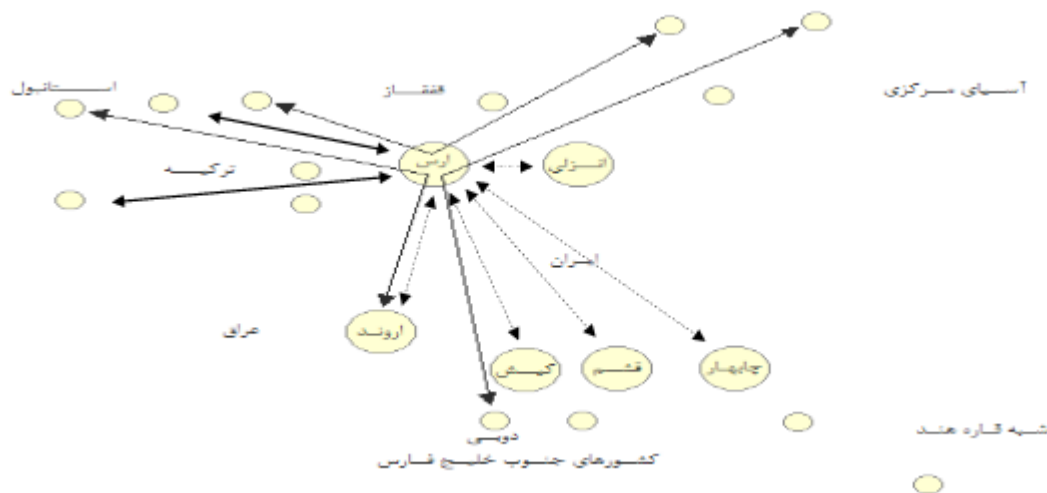 آسیای مرکزی
قفقاز
استانبول
ارس
انزلی
ترکیه
ایران
عراق
اروند
کیش
قشم
چابهار
دوبی
شبه قاره هند
کشورهای جنوب خلیج فارس